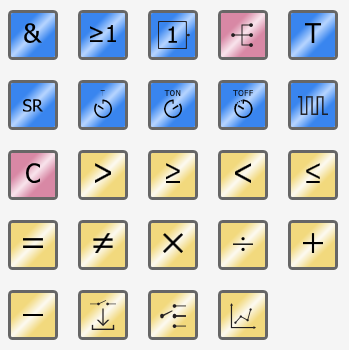 & ≥1 1 T
SR TON TOFF
C > ≥ < ≤
= ≠ × ÷ +
−